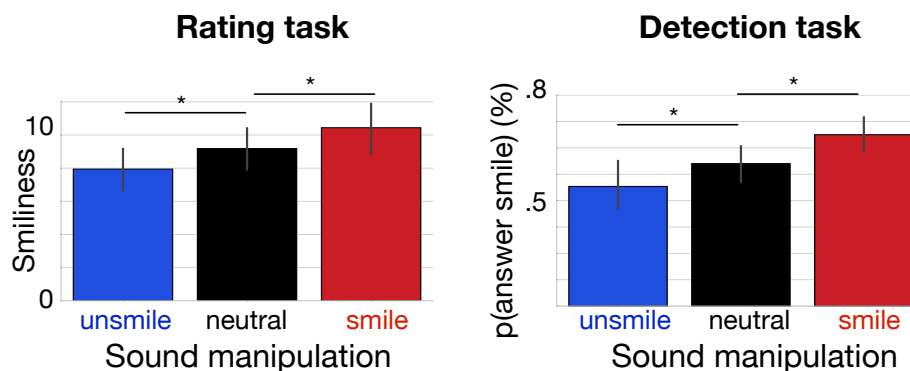 Rating task
Smiliness
10
0
*
*
unsmile neutral smile
Sound manipulation
Detection task
p(answer smile) (%)
.8
.5
*
*
unsmile neutral smile
Sound manipulation